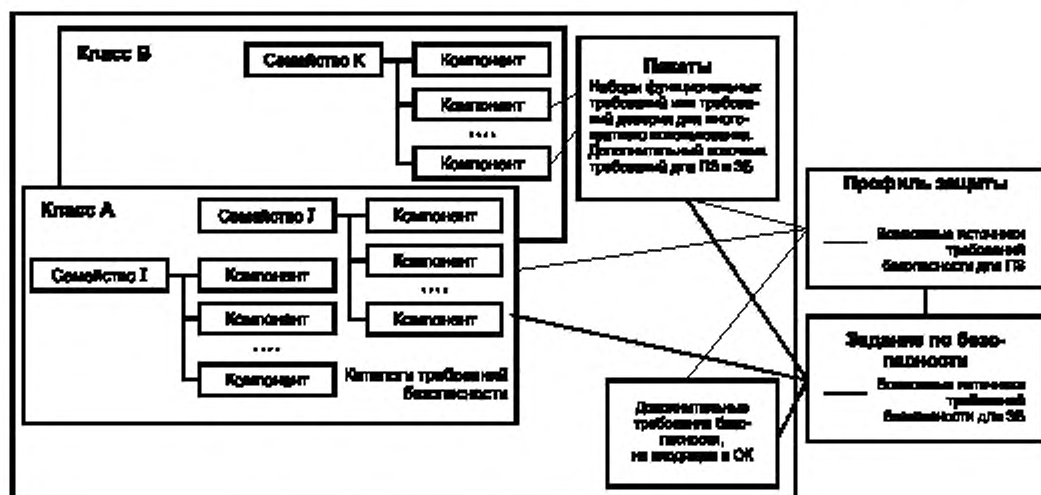 Класс B
Семейство K
Компонент
Компонент
....
Компонент
Пакеты
Наборы функциональных
требований или требова-
ний доверия для много-
кратного использования.
Дополнительный источник
требований для ПЗ и ЗБ
Класс A
Семейство J
Компонент
Компонент
....
Компонент
Семейство I
Компонент
Компонент
....
Компонент
Каталоги требований
безопасности
Профиль защиты
Возможные источники
требований
безопасности для ПЗ
Задание по безо-
пасности
Возможные источники
требований
безопасности для ЗБ
Дополнительные
требования безо-
пасности,
не входящие в ОК